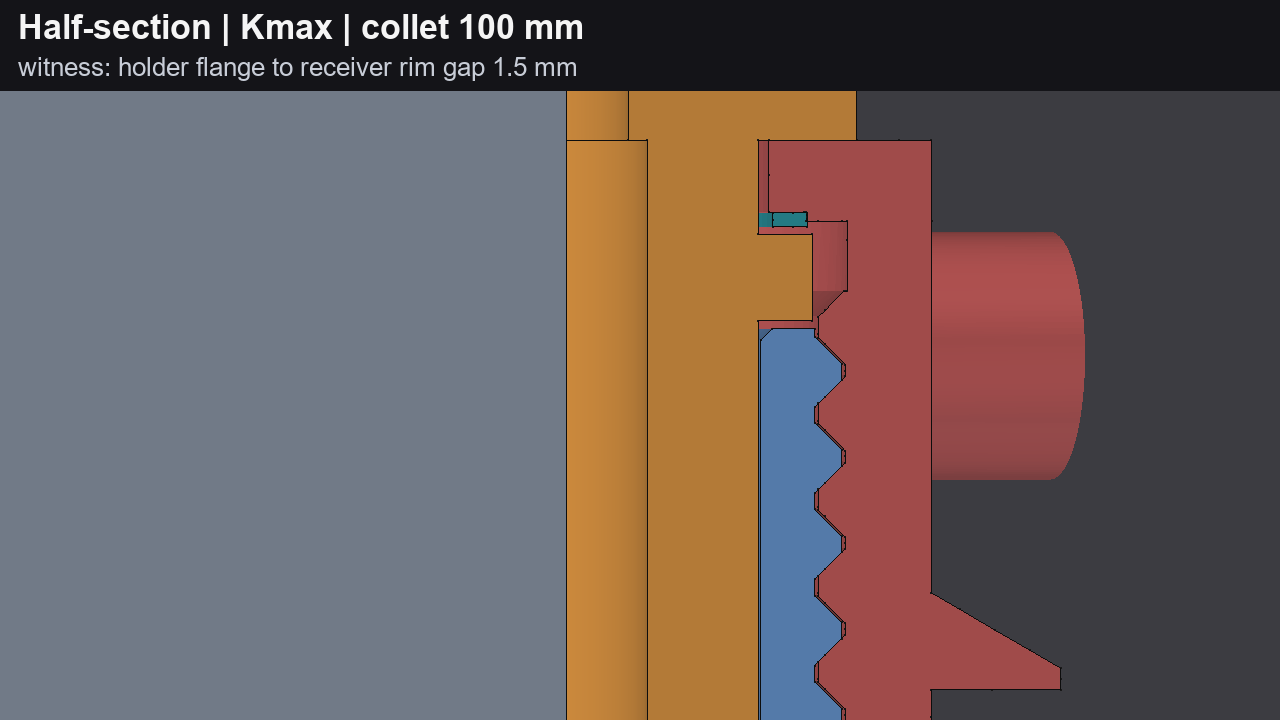 Half-section | Kmax | collet 100 mm
witness: holder flange to receiver rim gap 1.5 mm